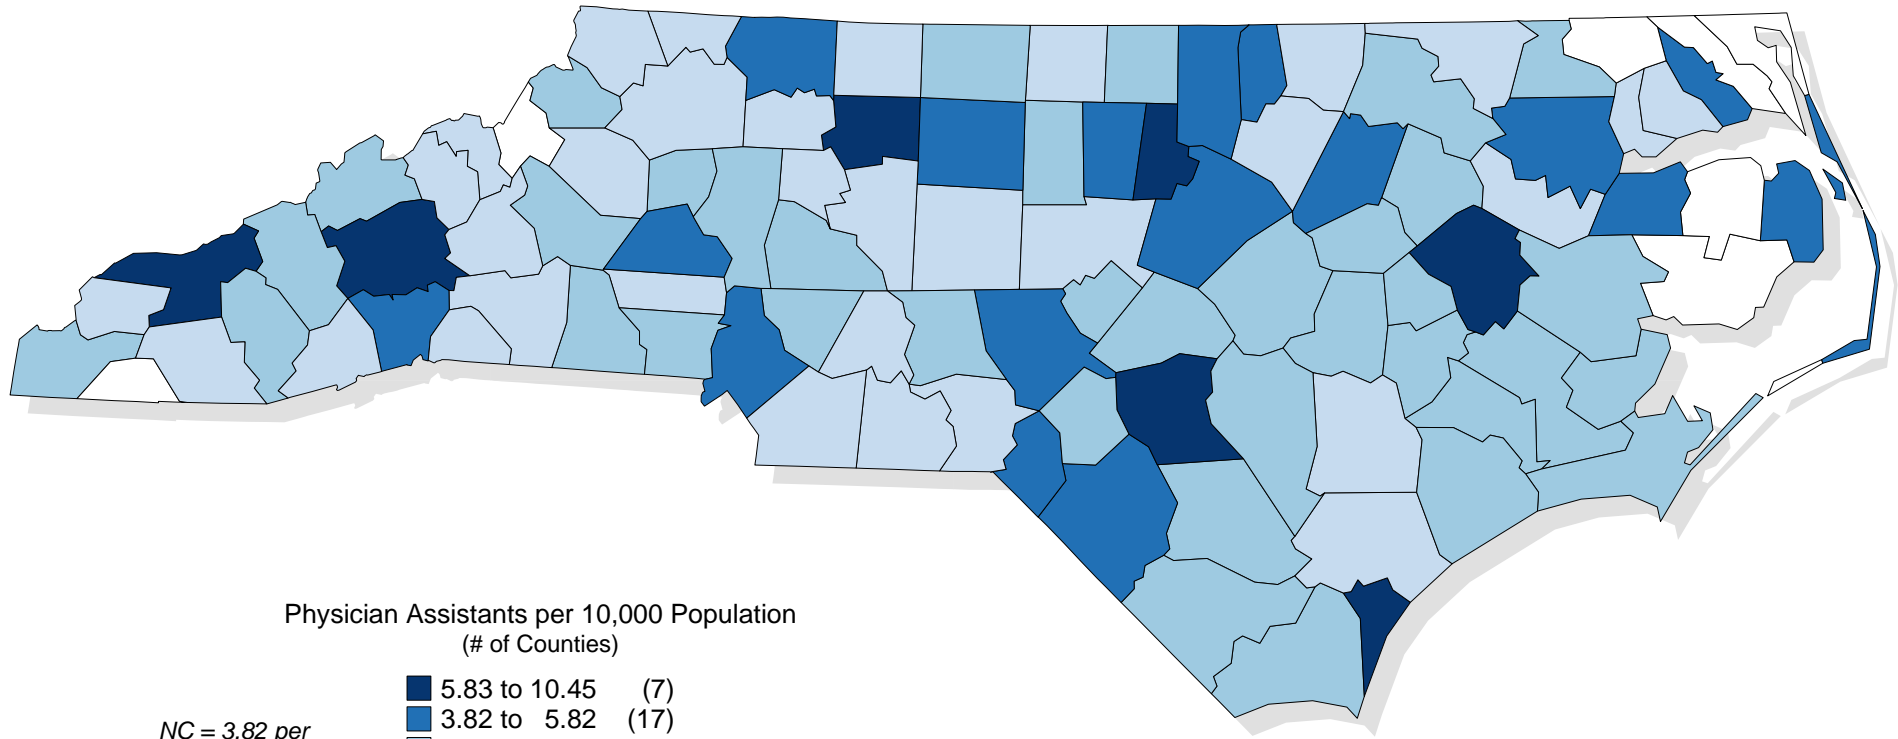 Physician Assistants per 10,000 Population
(# of Counties)
5.83 to 10.45 (7)
3.82 to 5.82 (17)
NC = 3.82 per